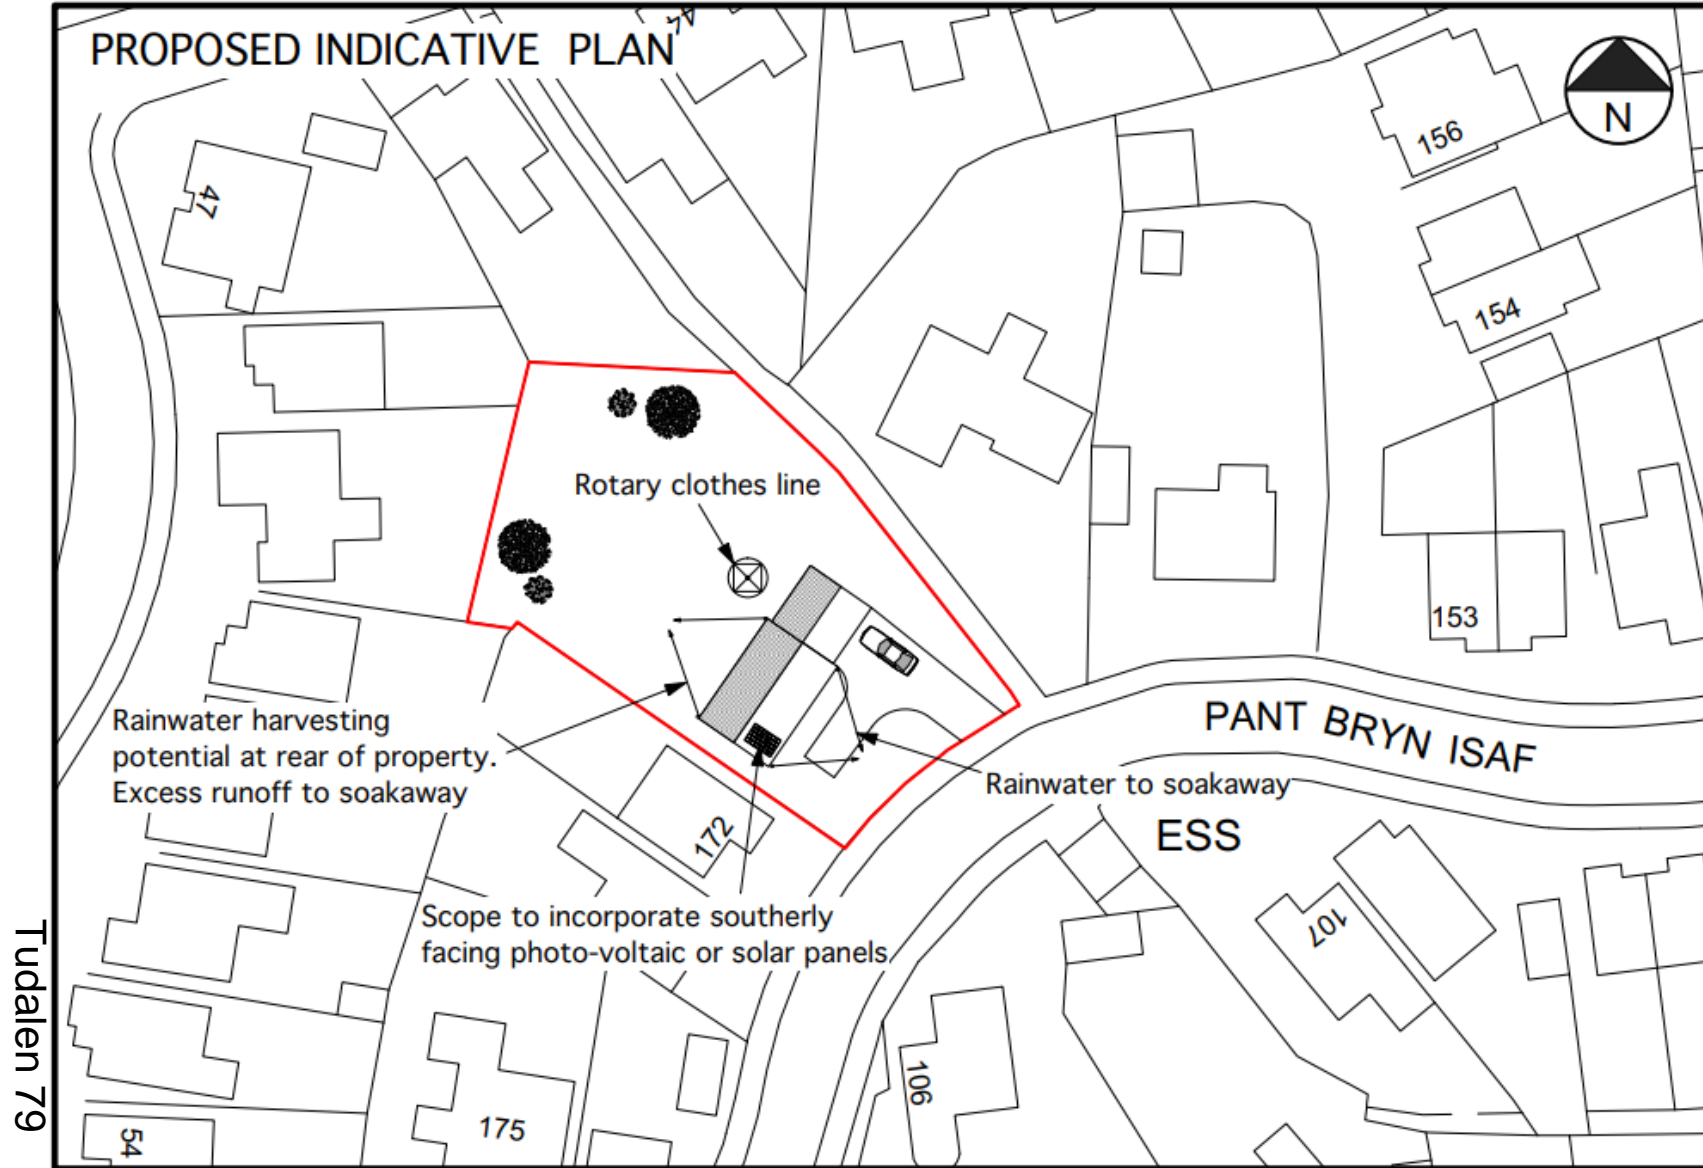 PROPOSED INDICATIVE PLAN
44
N
156
47
154
Rotary clothes line
153
Rainwater harvesting
potential at rear of property.
Excess runoff to soakaway
PANT BRYN ISAF
Rainwater to soakaway
ESS
172
Scope to incorporate southerly
facing photo-voltaic or solar panels
107
106
175
54
Tudalen 79